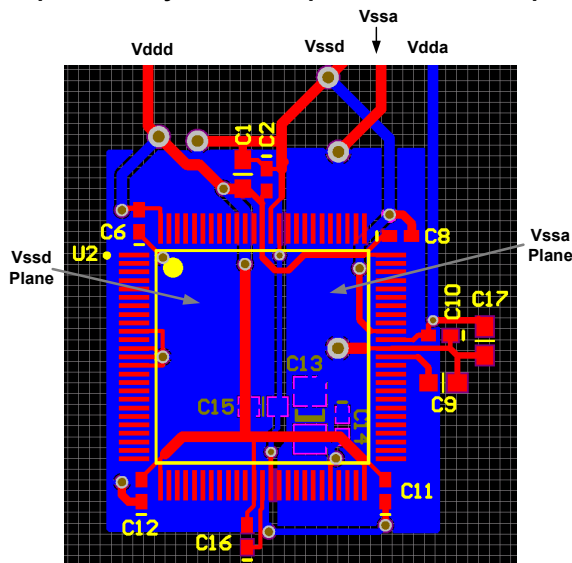 Vssa
Vddd
Vssd
Vdda
C1
C2
C6
C8
U2
Vssd
Plane
Vssa
Plane
C10
C17
C13
C15
C14
C9
C11
C12
C16